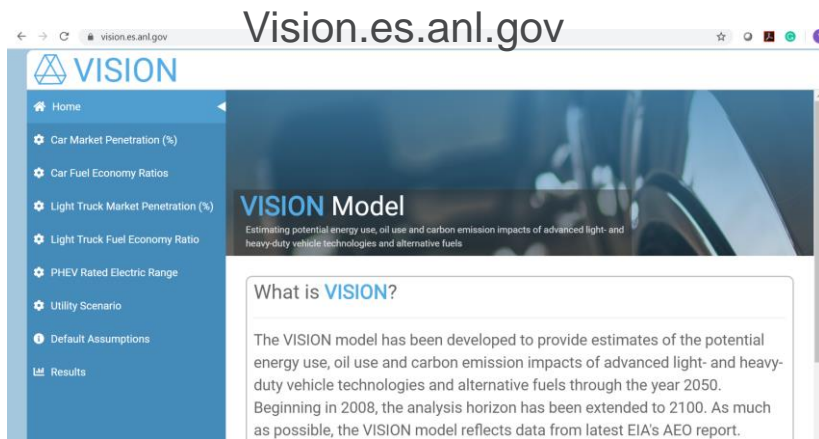 Vision.es.anl.gov
vision.es.anl.gov
VISION
Home
Car Market Penetration (%)
Car Fuel Economy Ratios
Light Truck Market Penetration (%)
Light Truck Fuel Economy Ratio
PHEV Rated Electric Range
Utility Scenario
Default Assumptions
Results
VISION Model
Estimating potential energy use, oil use and carbon emission impacts of advanced light- and
heavy-duty vehicle technologies and alternative fuels
What is VISION?
The VISION model has been developed to provide estimates of the potential
energy use, oil use and carbon emission impacts of advanced light- and heavy-
duty vehicle technologies and alternative fuels through the year 2050.
Beginning in 2008, the analysis horizon has been extended to 2100. As much
as possible, the VISION model reflects data from latest EIA's AEO report.